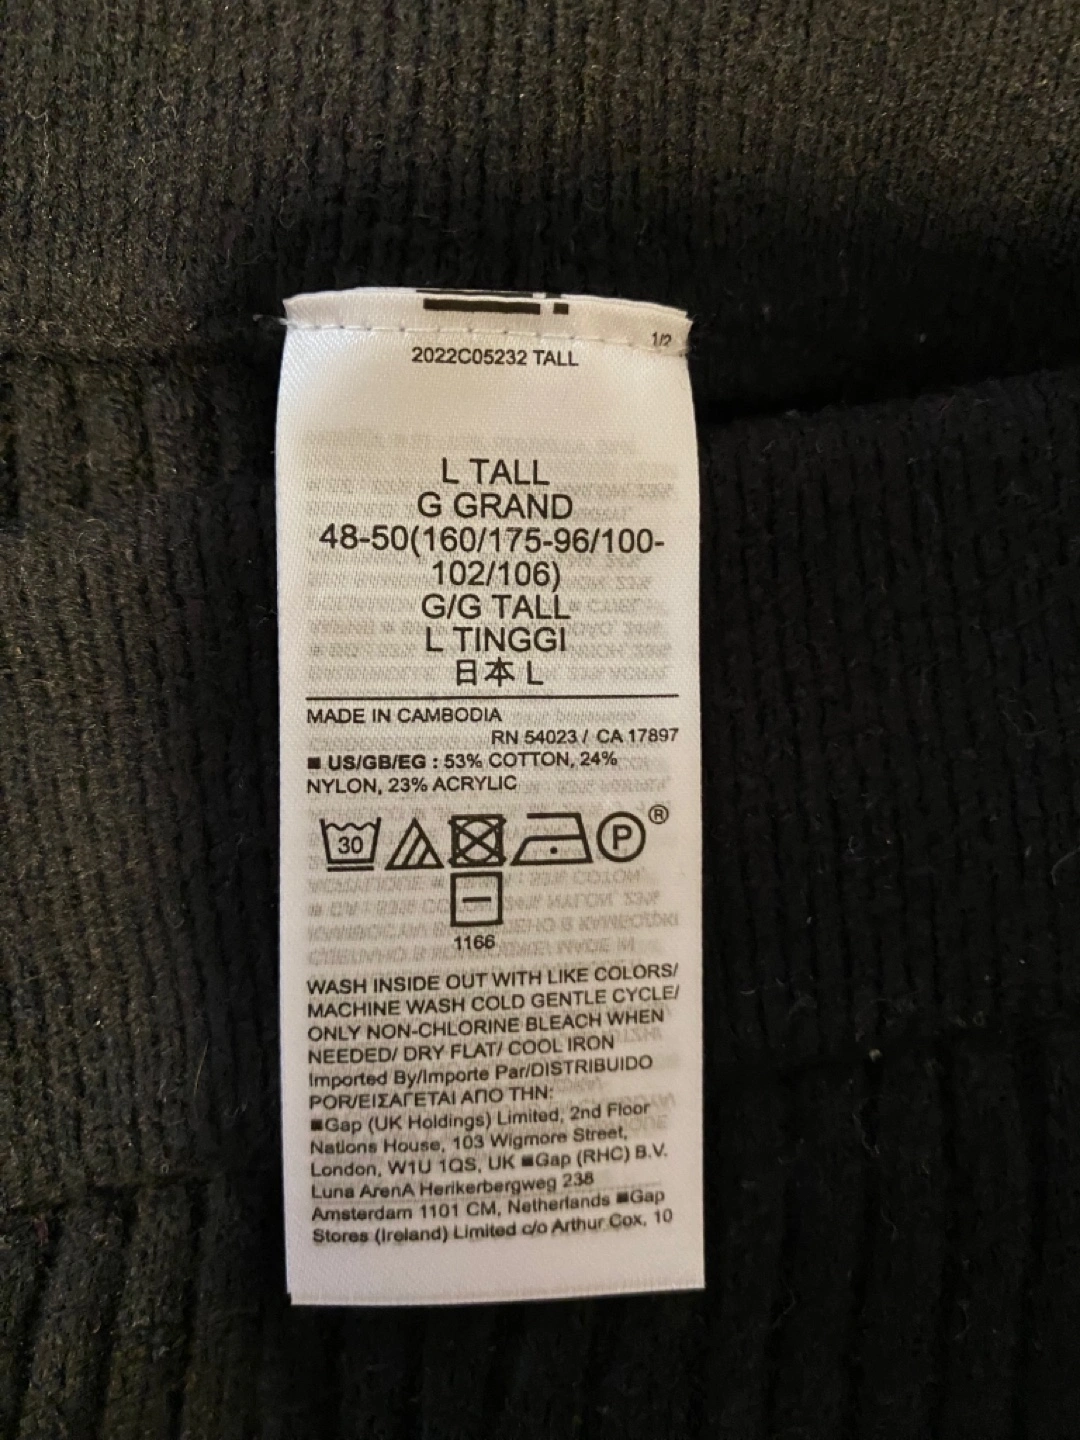 1/2
2022C05232 TALL
L TALL
G GRAND
48-50(160/175-96/100-
102/106)
G/G TALL
L TINGGI
日本 L
MADE IN CAMBODIA
RN 54023 / CA 17897
■ US/GB/EG : 53% COTTON, 24%
NYLON, 23% ACRYLIC
30 P ®
1166
WASH INSIDE OUT WITH LIKE COLORS/
MACHINE WASH COLD GENTLE CYCLE/
ONLY NON-CHLORINE BLEACH WHEN
NEEDED/ DRY FLAT/ COOL IRON
Imported By/Importe Par/DISTRIBUIDO
POR/ΕΙΣΑΓΕΤΑΙ ΑΠΟ ΤΗΝ:
■Gap (UK Holdings) Limited, 2nd Floor
Nations House, 103 Wigmore Street,
London, W1U 1QS, UK ■Gap (RHC) B.V.
Luna ArenA Herikerbergweg 238
Amsterdam 1101 CM, Netherlands ■Gap
Stores (Ireland) Limited c/o Arthur Cox, 10